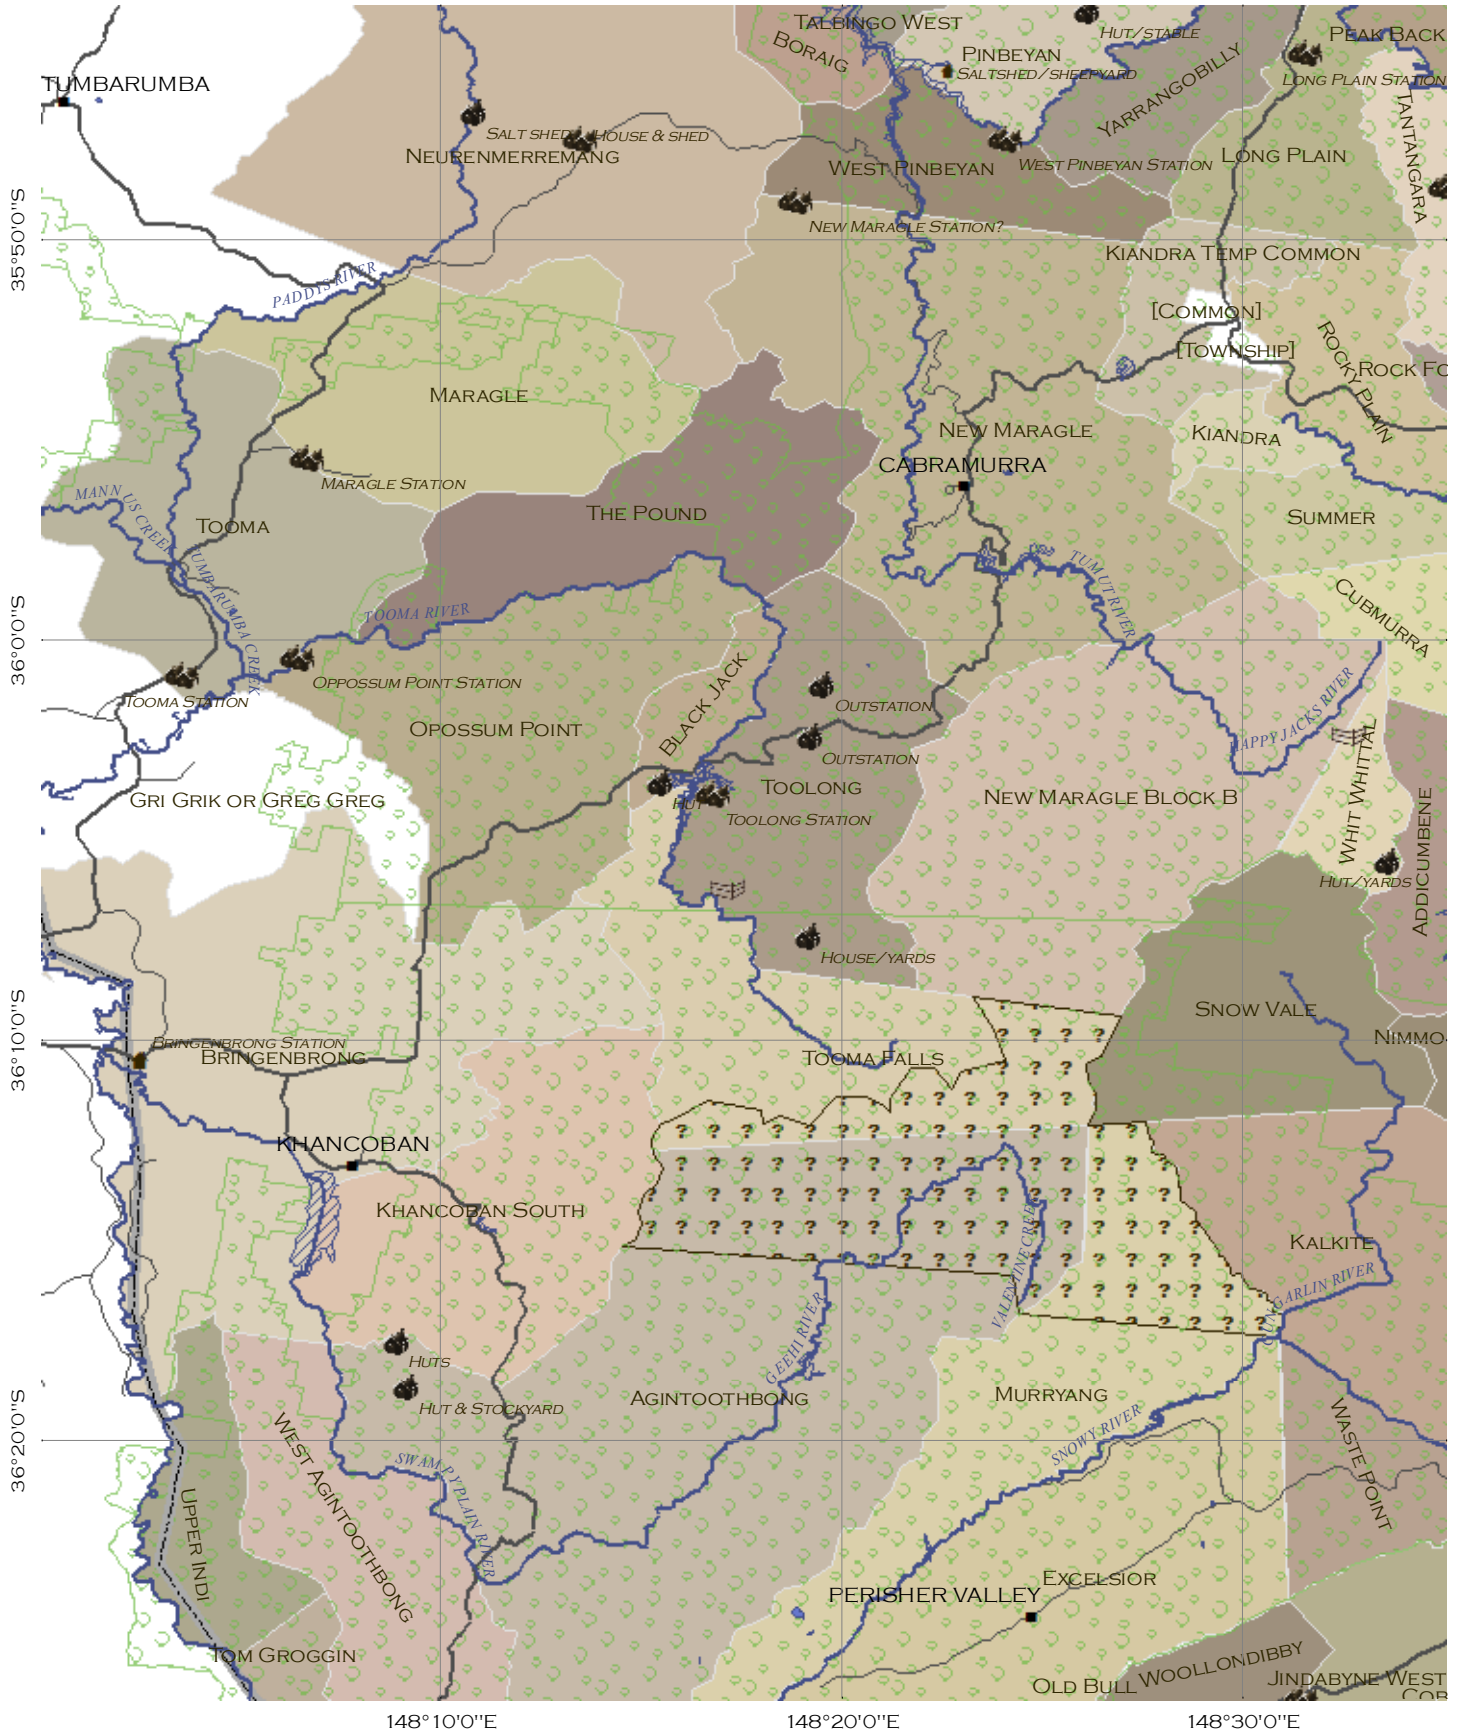 TALBINGO WEST
HUT/STABLE
PEAK BACK
BORAIG
PINBEYAN
SALTSHED/SHEEPYARD
YARRANGOBILLY
LONG PLAIN STATION
TUMBARUMBA
TANTANGARA
SALT SHED
HOUSE & SHED
NEURENMERREMANG
WEST PINBEYAN
WEST PINBEYAN STATION
LONG PLAIN
NEW MARAGLE STATION?
35°50'0"S
KIANDRA TEMP COMMON
PADDYS RIVER
[COMMON]
[TOWNSHIP]
ROCKY PLAIN
ROCK FO
MARAGLE
NEW MARAGLE
KIANDRA
CABRAMURRA
MARAGLE STATION
MANNUS CREEK
TOOMA
THE POUND
SUMMER
TUMUT RIVER
TUMBARUMBA CREEK
TOOMA RIVER
CUBMURRA
36°0'0"S
OPPOSSUM POINT STATION
TOOMA STATION
BLACK JACK
OUTSTATION
HAPPY JACKS RIVER
OPOSSUM POINT
OUTSTATION
WHIT WHITTAL
TOOLONG
HUT
TOOLONG STATION
NEW MARAGLE BLOCK B
GRI GRIK OR GREG GREG
ADDICUMBENE
HUT/YARDS
HOUSE/YARDS
SNOW VALE
36°10'0"S
NIMMO
BRINGENBRONG STATION
BRINGENBRONG
TOOMA FALLS
KHANCOBAN
KHANCOBAN SOUTH
VALENTINE CREEK
KALKITE
GUNGARLIN RIVER
GEEHI RIVER
HUTS
AGINTOOTHBONG
MURRYANG
HUT & STOCKYARD
36°20'0"S
SNOWY RIVER
WASTE POINT
WEST AGINTOOTHBONG
SWAMPY PLAIN RIVER
UPPER INDI
EXCELSIOR
PERISHER VALLEY
TOM GROGGIN
OLD BULL
WOOLLONDIBBY
JINDABYNE WEST
COB
148°10'0"E
148°20'0"E
148°30'0"E